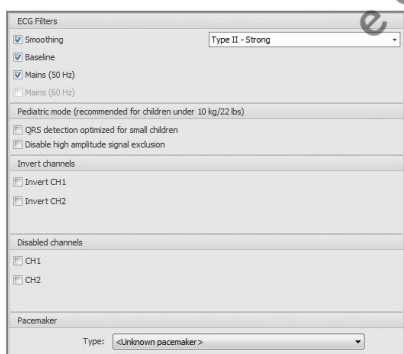 ECG Filters
Smoothing Type II - Strong
Baseline
Mains (50 Hz)
Mains (60 Hz)
Pediatric mode (recommended for children under 10 kg/22 lbs)
QRS detection optimized for small children
Disable high amplitude signal exclusion
Invert channels
Invert CH1
Invert CH2
Disabled channels
CH1
CH2
Pacemaker
Type: <Unknown pacemaker>